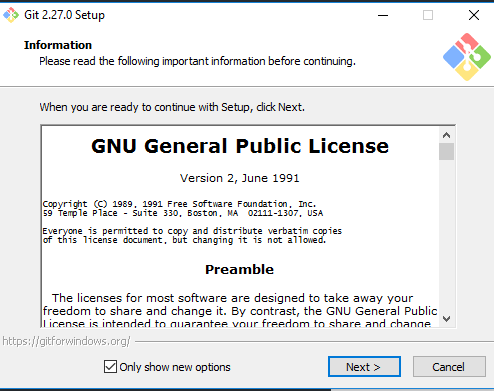 Git 2.27.0 Setup
Information
Please read the following important information before continuing.
When you are ready to continue with Setup, click Next.
GNU General Public License
Version 2, June 1991
Copyright (C) 1989, 1991 Free Software Foundation, Inc.
59 Temple Place - Suite 330, Boston, MA  02111-1307, USA
Everyone is permitted to copy and distribute verbatim copies
of this license document, but changing it is not allowed.
Preamble
The licenses for most software are designed to take away your
freedom to share and change it. By contrast, the GNU General Public
License is intended to guarantee your freedom to share and change
https://gitforwindows.org/
Only show new options
Next >
Cancel